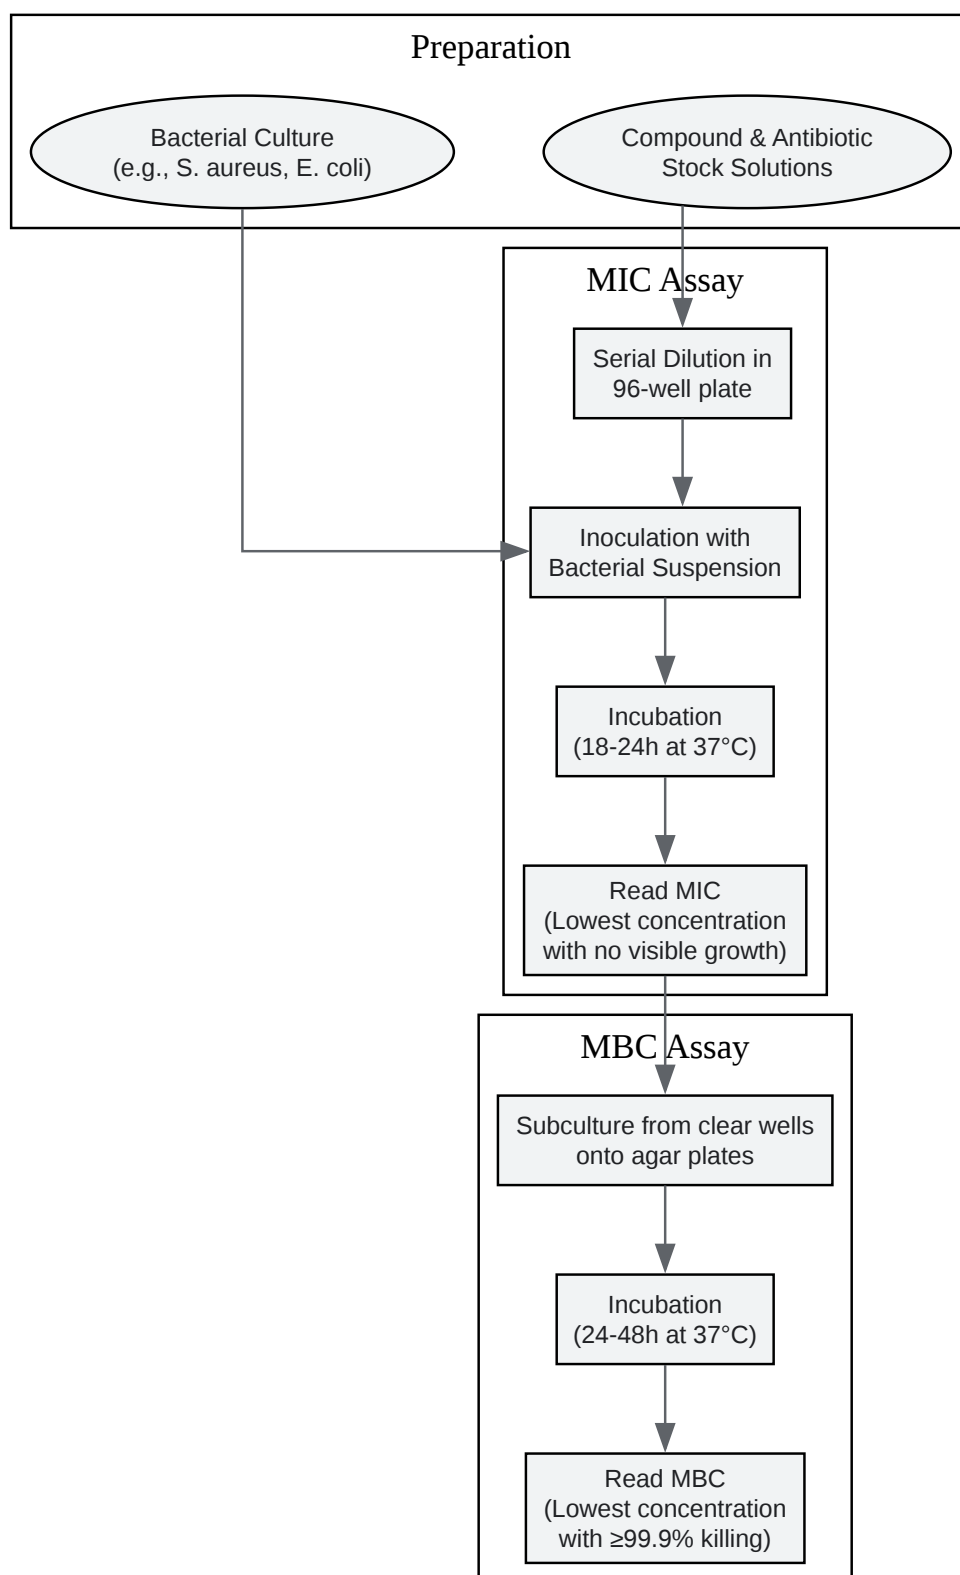 Preparation
Bacterial Culture
(e.g., S. aureus, E. coli)
Compound & Antibiotic
Stock Solutions
MIC Assay
Serial Dilution in
96-well plate
Inoculation with
Bacterial Suspension
Incubation
(18-24h at 37°C)
Read MIC
(Lowest concentration
with no visible growth)
MBC Assay
Subculture from clear wells
onto agar plates
Incubation
(24-48h at 37°C)
Read MBC
(Lowest concentration
with ≥99.9% killing)